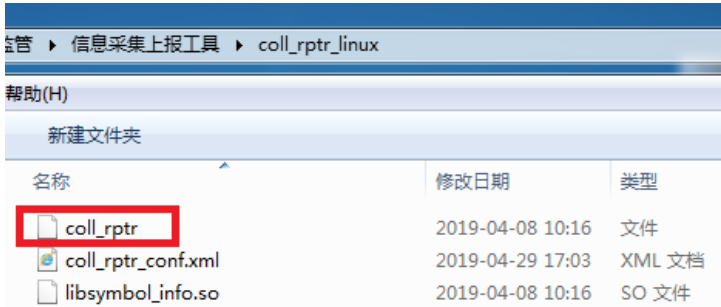 监管 ▸ 信息采集上报工具 ▸ coll_rptr_linux
帮助(H)
新建文件夹
名称 修改日期 类型
coll_rptr 2019-04-08 10:16 文件
coll_rptr_conf.xml 2019-04-29 17:03 XML 文档
libsymbol_info.so 2019-04-08 10:16 SO 文件